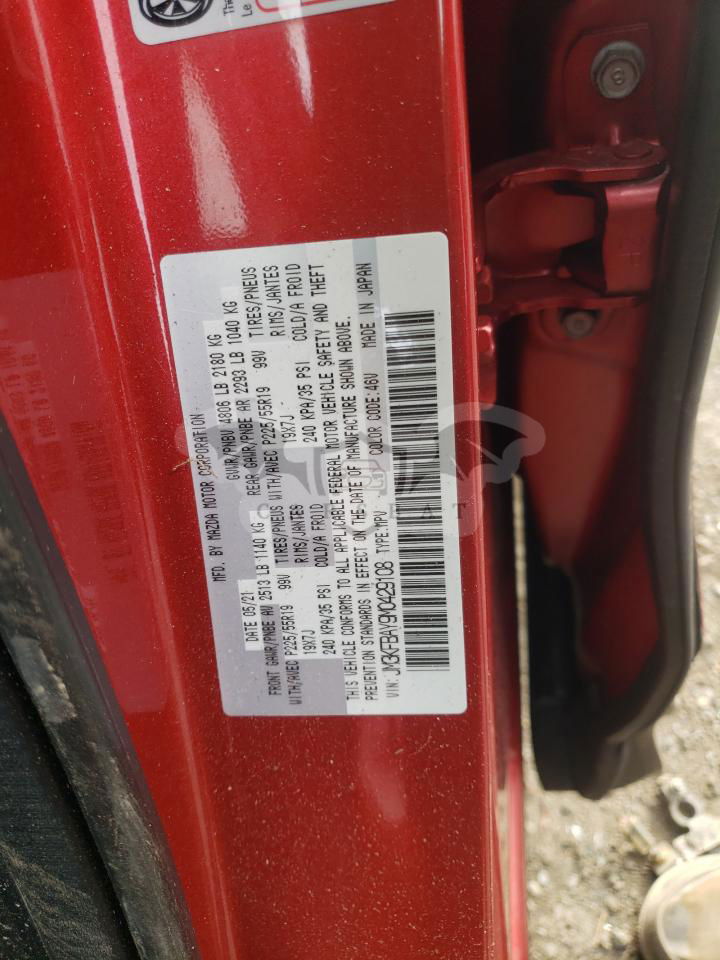 MFD. BY MAZDA MOTOR CORPORATION
DATE 05/21 GVWR/PNBV 4806 LB 2180 KG
FRONT GAWR/PNBE AV 2513 LB 1140 KG REAR GAWR/PNBE AR 2293 LB 1040 KG
WITH/AVEC P225/55R19 99V TIRES/PNEUS WITH/AVEC P225/55R19 99V TIRES/PNEUS
19X7J RIMS/JANTES 19X7J RIMS/JANTES
240 KPA/35 PSI COLD/A FROID 240 KPA/35 PSI COLD/A FROID
THIS VEHICLE CONFORMS TO ALL APPLICABLE FEDERAL MOTOR VEHICLE SAFETY AND THEFT
PREVENTION STANDARDS IN EFFECT ON THE DATE OF MANUFACTURE SHOWN ABOVE.
VIN: JM3KFBAY9M0429108 TYPE:MPV COLOR CODE:46V MADE IN JAPAN
The
Le
8